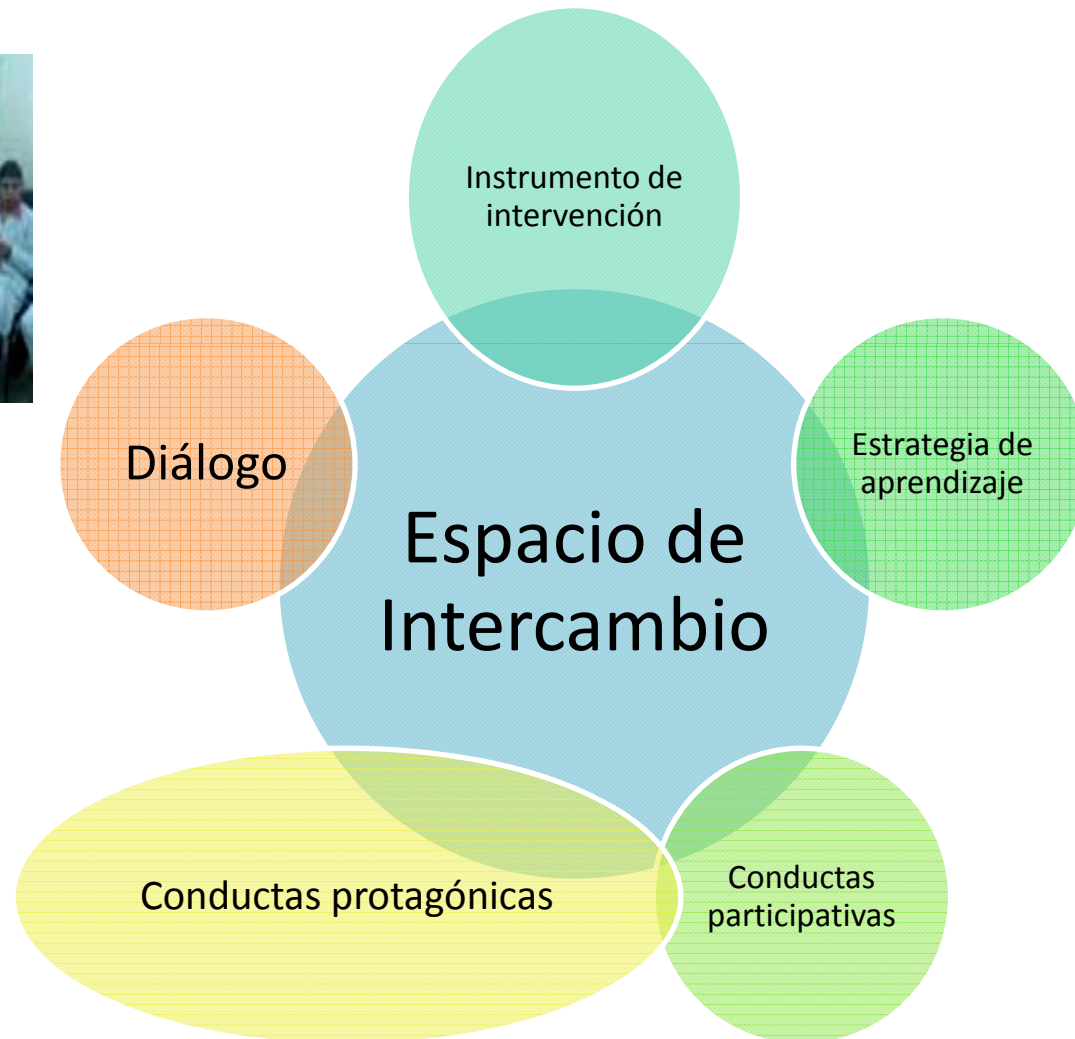 Instrumento de
intervención
Diálogo
Estrategia de
aprendizaje
Espacio de
Intercambio
Conductas protagónicas
Conductas
participativas